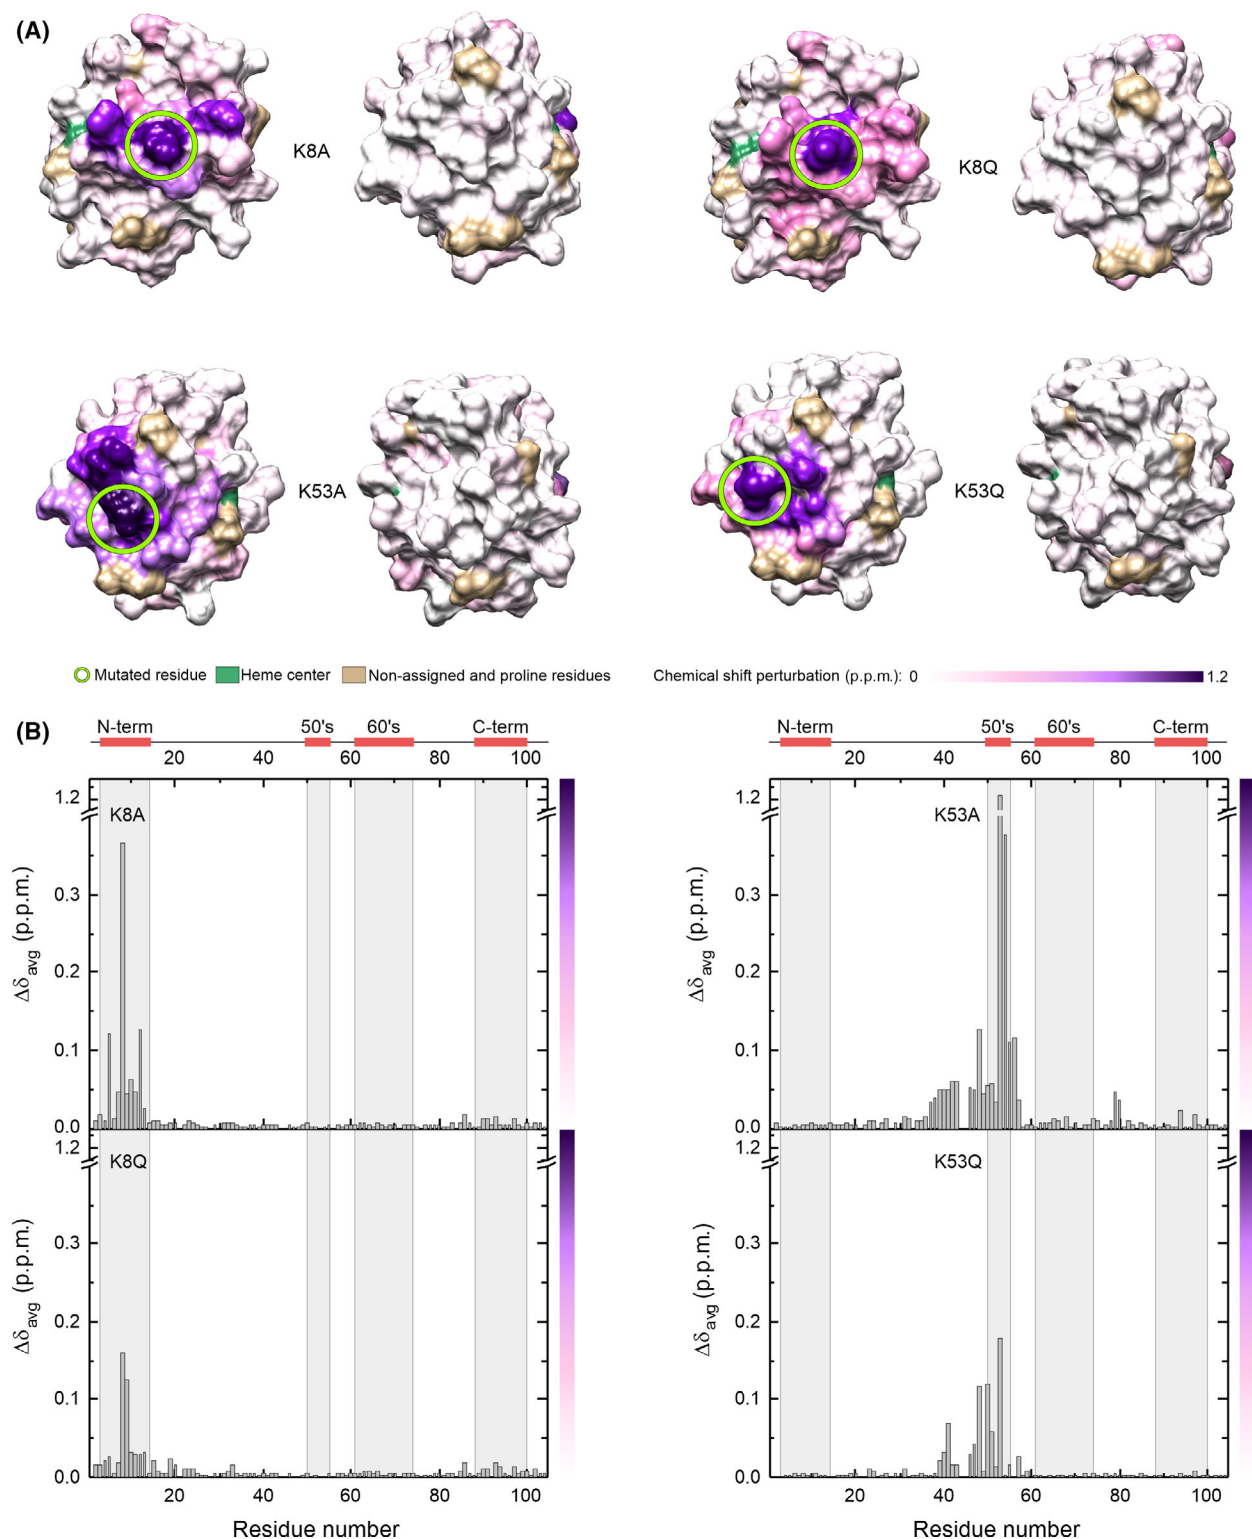 (A)
K8A
K8Q
K53A
K53Q
Mutated residue
Heme center
Non-assigned and proline residues
Chemical shift perturbation (p.p.m.): 0
1.2
(B)
N-term
50's
60's
C-term
20
40
60
80
100
N-term
50's
60's
C-term
20
40
60
80
100
1.2
K8A
0.3
0.2
0.1
0.0
Δδavg (p.p.m.)
1.2
K53A
0.3
0.2
0.1
0.0
Δδavg (p.p.m.)
1.2
K8Q
0.3
0.2
0.1
0.0
Δδavg (p.p.m.)
20
40
60
80
100
Residue number
1.2
K53Q
0.3
0.2
0.1
0.0
Δδavg (p.p.m.)
20
40
60
80
100
Residue number